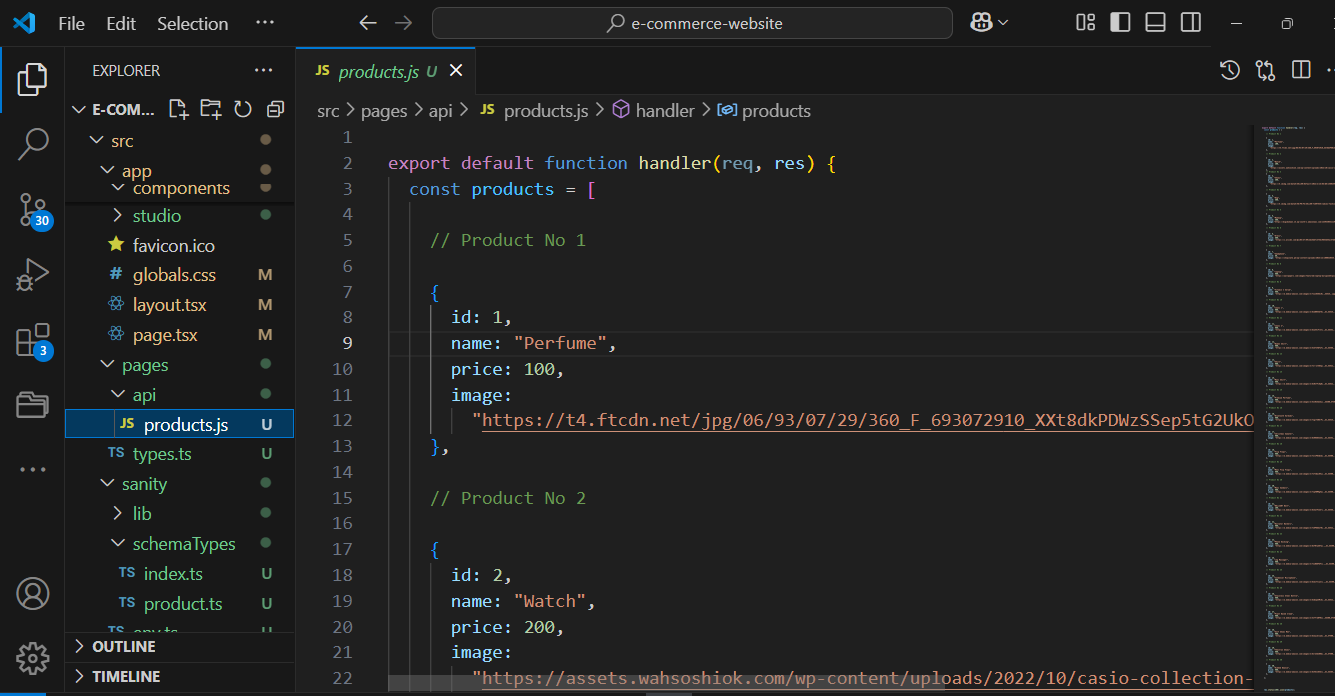 File Edit Selection ··· e-commerce-website
EXPLORER ···
E-COM...
src
app
components
studio
favicon.ico
# globals.css M
layout.tsx M
page.tsx M
pages
api
JS products.js U
TS types.ts U
sanity
lib
schemaTypes
TS index.ts U
TS product.ts U
OUTLINE
TIMELINE
30
3
JS products.js U
src > pages > api > JS products.js > handler > products
1
2 export default function handler(req, res) {
3 const products = [
4
5 // Product No 1
6
7 {
8 id: 1,
9 name: "Perfume",
10 price: 100,
11 image:
12 "https://t4.ftcdn.net/jpg/06/93/07/29/360_F_693072910_XXt8dkPDWzSSep5tG2UkO
13 },
14
15 // Product No 2
16
17 {
18 id: 2,
19 name: "Watch",
20 price: 200,
21 image:
22 "https://assets.wahsoshiok.com/wp-content/uploads/2022/10/casio-collection-